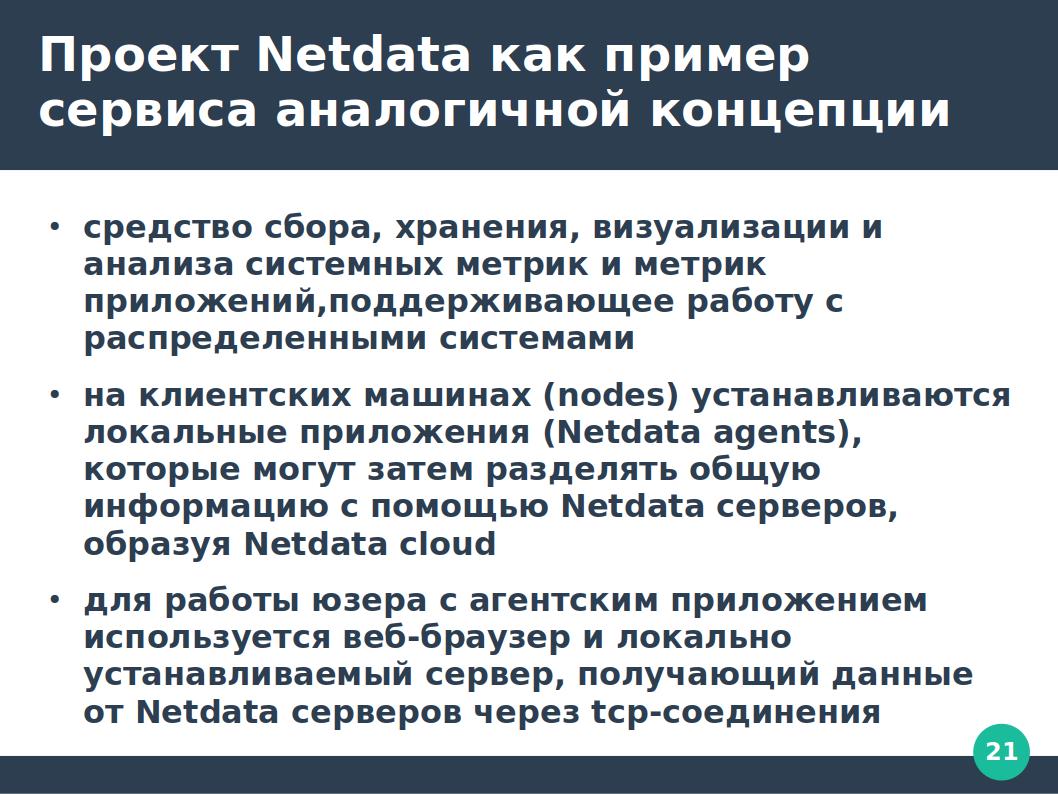 Проект Netdata как пример
сервиса аналогичной концепции
• средство сбора, хранения, визуализации и
анализа системных метрик и метрик
приложений,поддерживающее работу с
распределенными системами
• на клиентских машинах (nodes) устанавливаются
локальные приложения (Netdata agents),
которые могут затем разделять общую
информацию с помощью Netdata серверов,
образуя Netdata cloud
• для работы юзера с агентским приложением
используется веб-браузер и локально
устанавливаемый сервер, получающий данные
от Netdata серверов через tcp-соединения
21